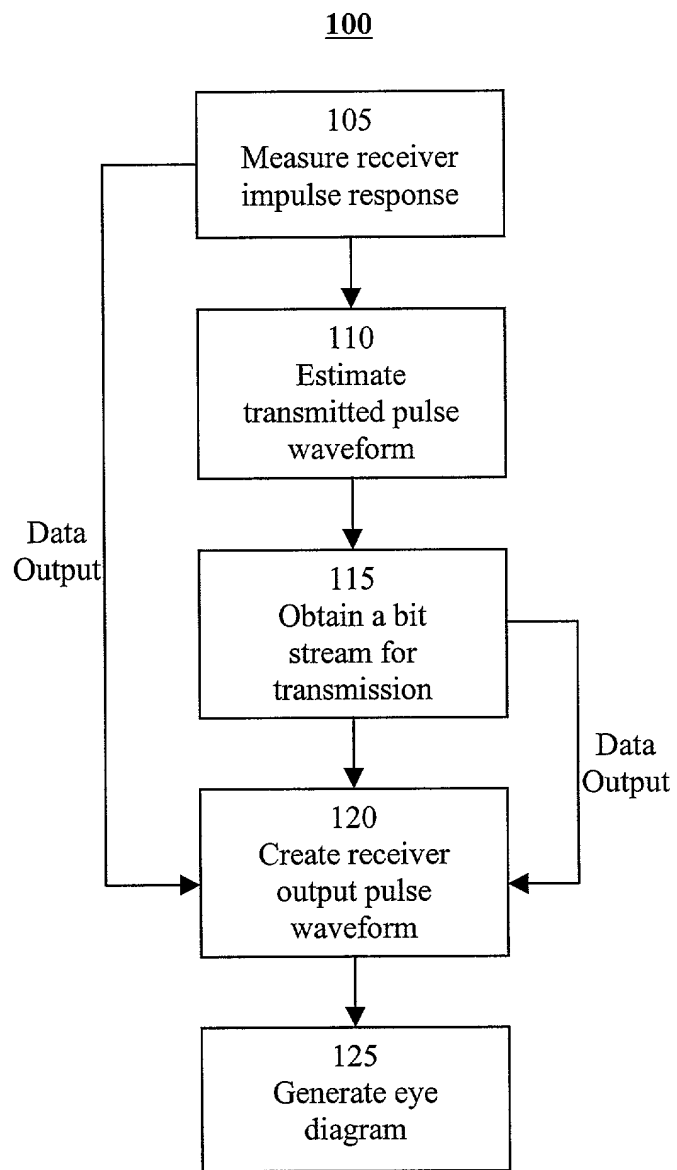 100
105
Measure receiver
impulse response
110
Estimate
transmitted pulse
waveform
Data
Output
115
Obtain a bit
stream for
transmission
Data
Output
120
Create receiver
output pulse
waveform
125
Generate eye
diagram